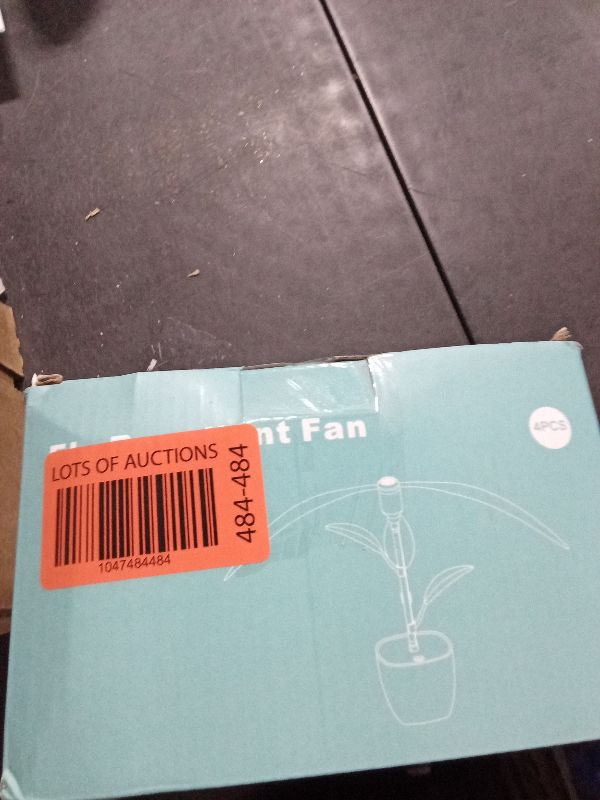 nt Fan
4PCS
LOTS OF AUCTIONS
484-484
1047484484